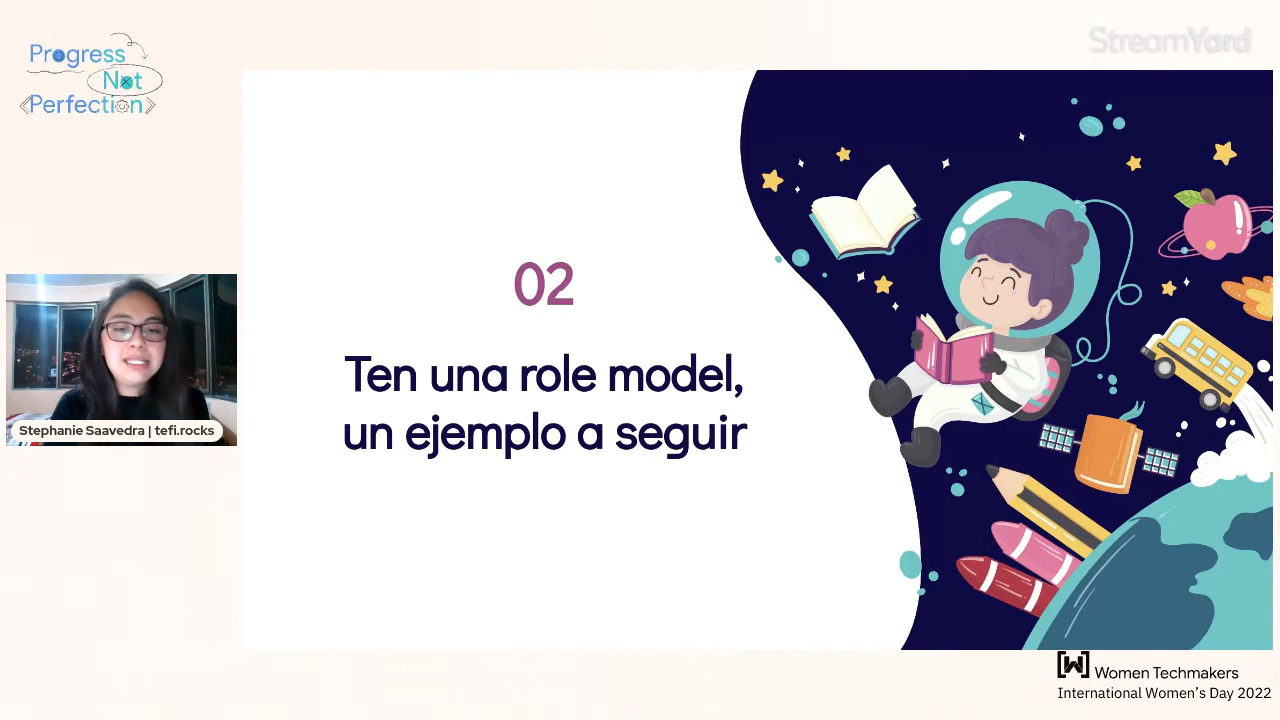 Progress
Not
Perfection
StreamYard
02
Ten una role model,
un ejemplo a seguir
Stephanie Saavedra | tefi.rocks
[W] Women Techmakers
International Women's Day 2022